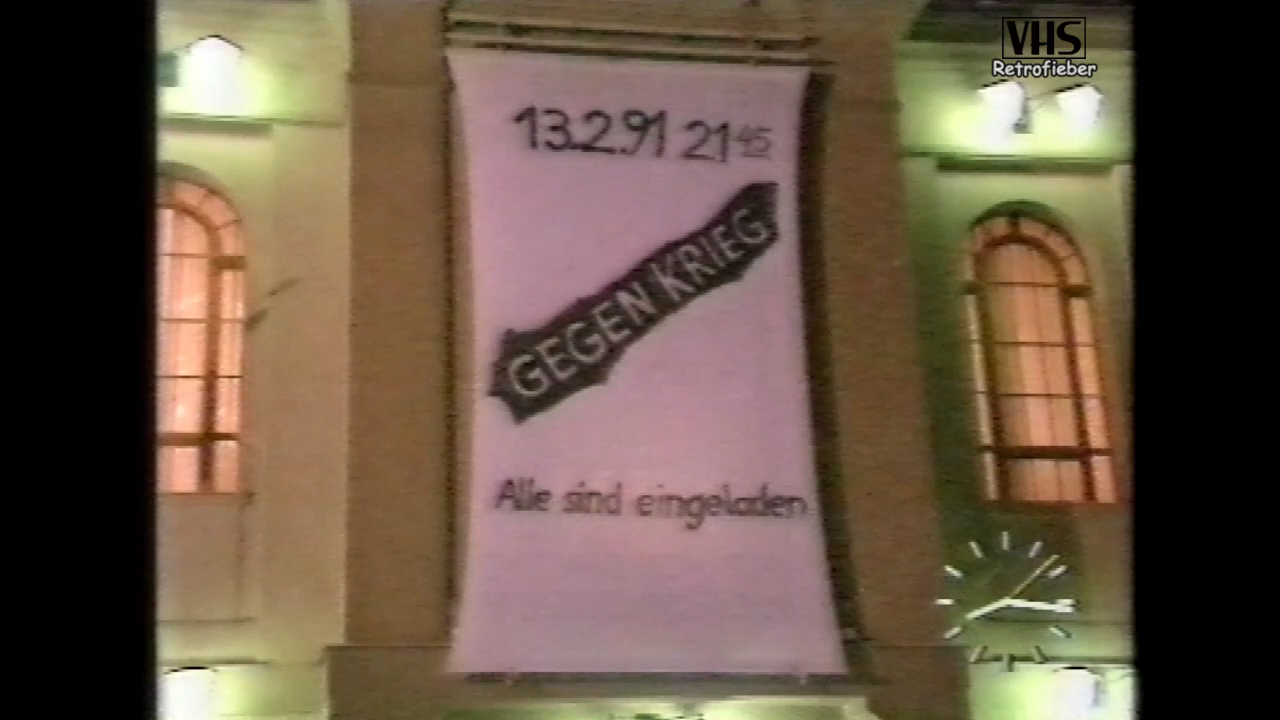 VHS
Retrofieber
13.2.91 21 45
GEGEN KRIEG
Alle sind eingeladen